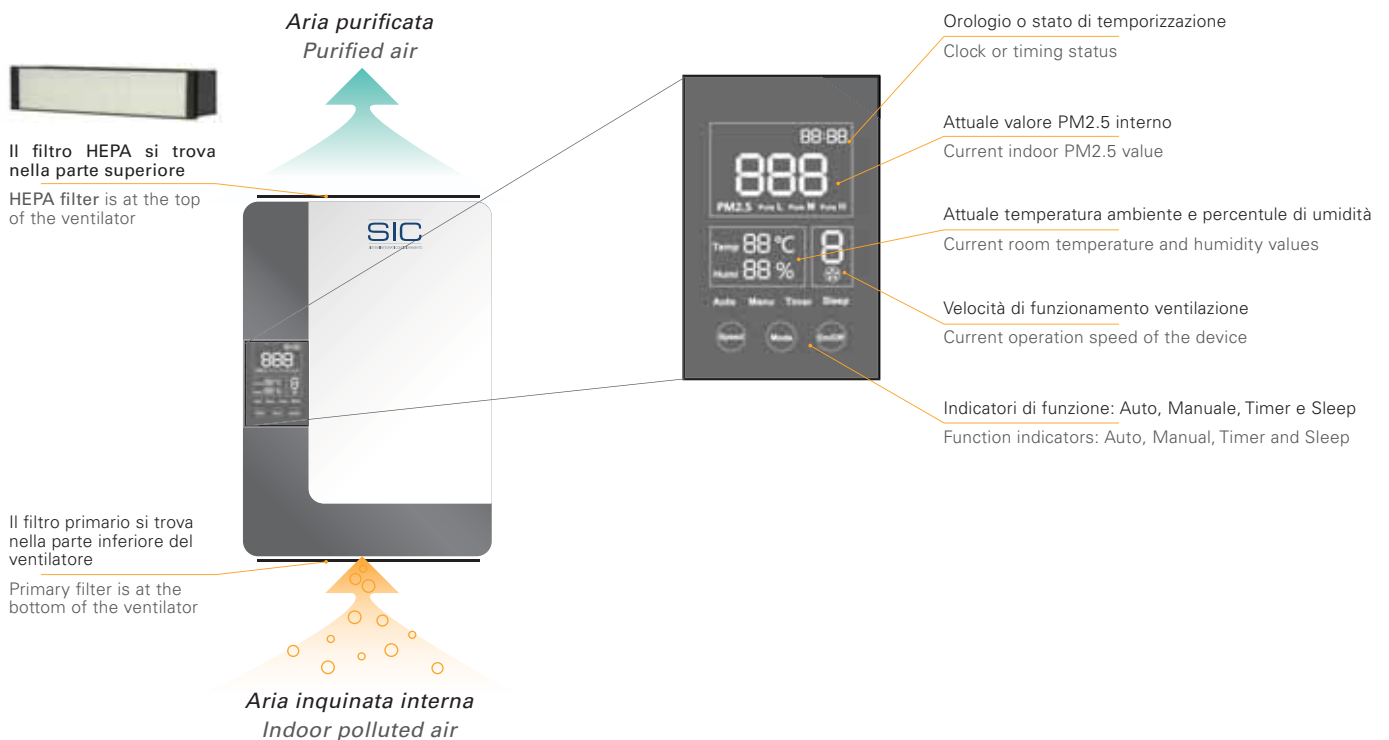 Aria purificata
Purified air
Il filtro HEPA si trova
nella parte superiore
HEPA filter is at the top
of the ventilator
SIC
Il filtro primario si trova
nella parte inferiore del
ventilatore
Primary filter is at the
bottom of the ventilator
Aria inquinata interna
Indoor polluted air
88:88
888
PM2.5
Temp 88 °C
Humi 88 %
8
Auto Manu Timer Sleep
Speed Mode On/Off
Orologio o stato di temporizzazione
Clock or timing status
Attuale valore PM2.5 interno
Current indoor PM2.5 value
Attuale temperatura ambiente e percentule di umidità
Current room temperature and humidity values
Velocità di funzionamento ventilazione
Current operation speed of the device
Indicatori di funzione: Auto, Manuale, Timer e Sleep
Function indicators: Auto, Manual, Timer and Sleep